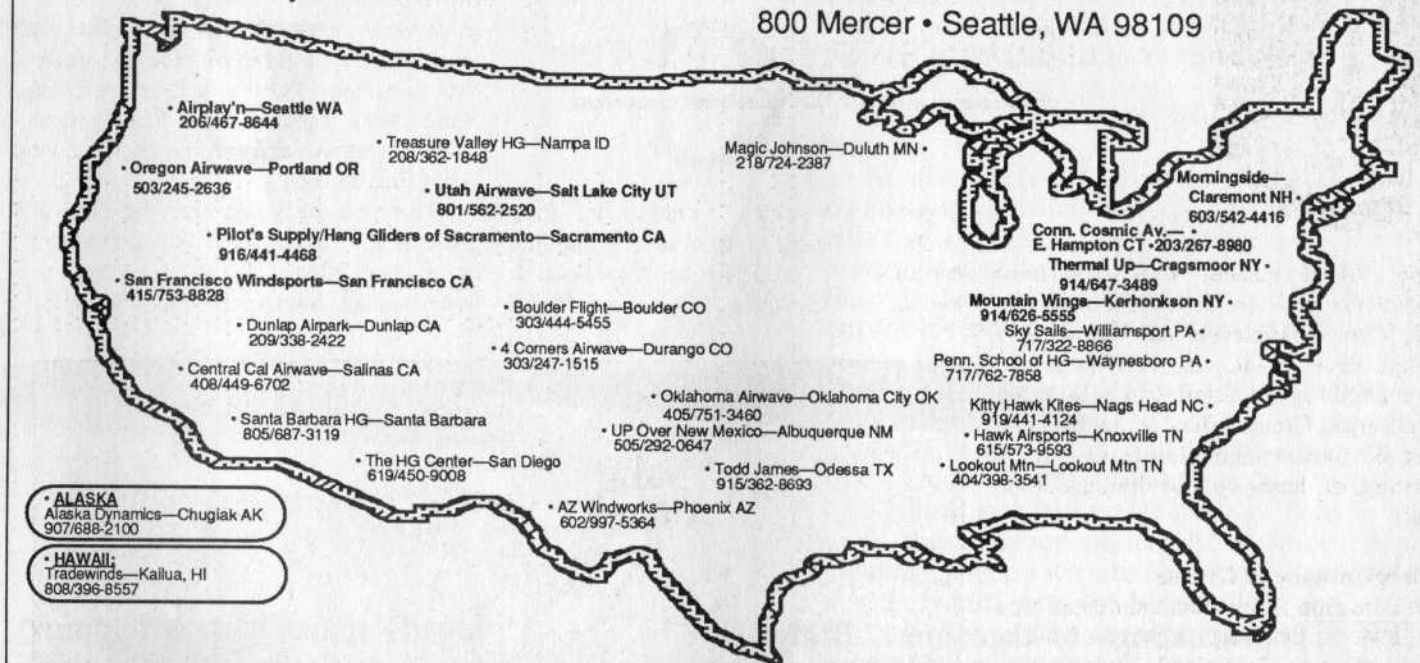 800 Mercer • Seattle, WA 98109
• Airplay'n—Seattle WA
206/467-8644
• Treasure Valley HG—Nampa ID
208/362-1848
Magic Johnson—Duluth MN •
218/724-2387
• Oregon Airwave—Portland OR
503/245-2636
• Utah Airwave—Salt Lake City UT
801/562-2520
Morningside—
Claremont NH •
603/542-4416
• Pilot's Supply/Hang Gliders of Sacramento—Sacramento CA
916/441-4468
Conn. Cosmic Av.— •
E. Hampton CT •203/267-8980
Thermal Up—Cragsmoor NY •
914/647-3489
• San Francisco Windsports—San Francisco CA
415/753-8828
Mountain Wings—Kerhonkson NY •
914/626-5555
• Boulder Flight—Boulder CO
303/444-5455
• Dunlap Airpark—Dunlap CA
209/338-2422
Sky Sails—Williamsport PA •
717/322-8866
• 4 Corners Airwave—Durango CO
303/247-1515
Penn. School of HG—Waynesboro PA •
717/762-7858
• Central Cal Airwave—Salinas CA
408/449-6702
• Oklahoma Airwave—Oklahoma City OK
405/751-3460
Kitty Hawk Kites—Nags Head NC •
919/441-4124
• Santa Barbara HG—Santa Barbara
805/687-3119
• UP Over New Mexico—Albuquerque NM
505/292-0647
• Hawk Airsports—Knoxville TN
615/573-9593
• The HG Center—San Diego
619/450-9008
• Todd James—Odessa TX
915/362-8693
• Lookout Mtn—Lookout Mtn TN
404/398-3541
• ALASKA
Alaska Dynamics—Chugiak AK
907/688-2100
• AZ Windworks—Phoenix AZ
602/997-5364
• HAWAII:
Tradewinds—Kailua, HI
808/396-8557